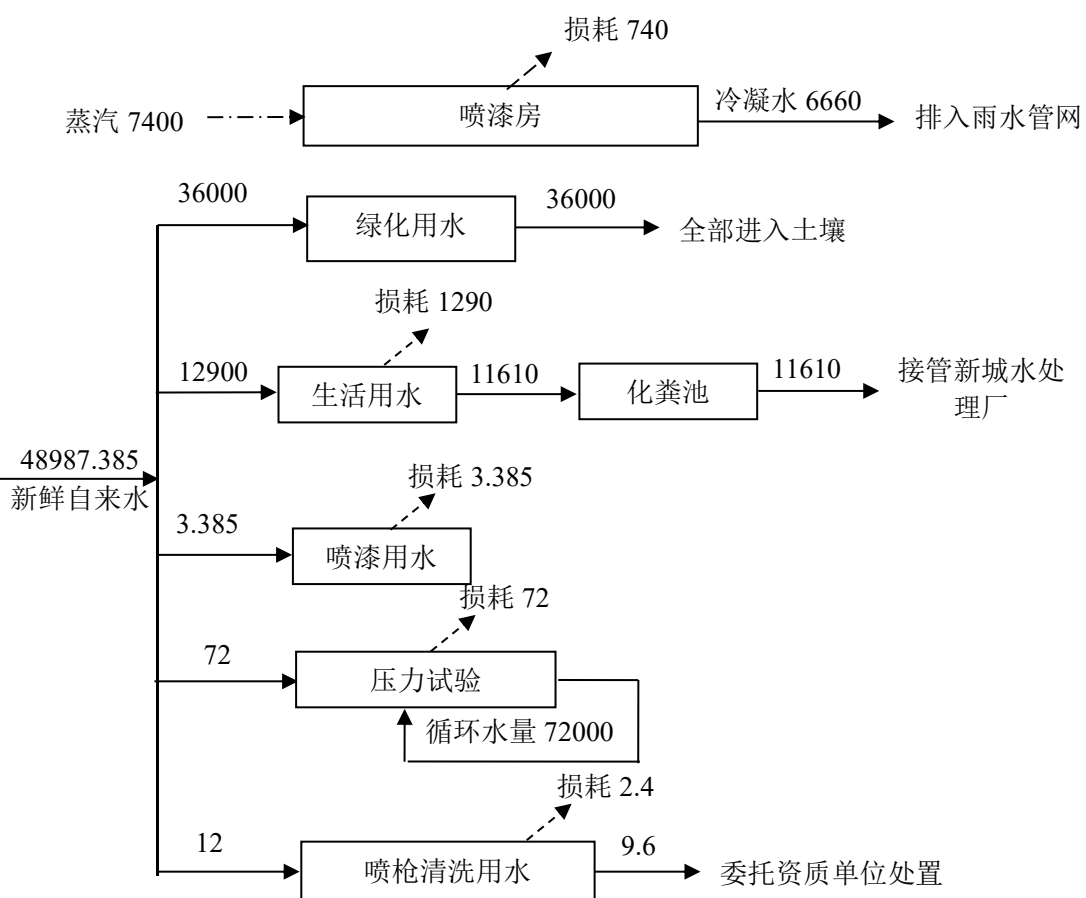 损耗 740
蒸汽 7400
喷漆房
冷凝水 6660
排入雨水管网
36000
绿化用水
36000
全部进入土壤
损耗 1290
12900
生活用水
11610
化粪池
11610
接管新城水处
理厂
48987.385
新鲜自来水
损耗 3.385
3.385
喷漆用水
损耗 72
72
压力试验
循环水量 72000
损耗 2.4
12
喷枪清洗用水
9.6
委托资质单位处置